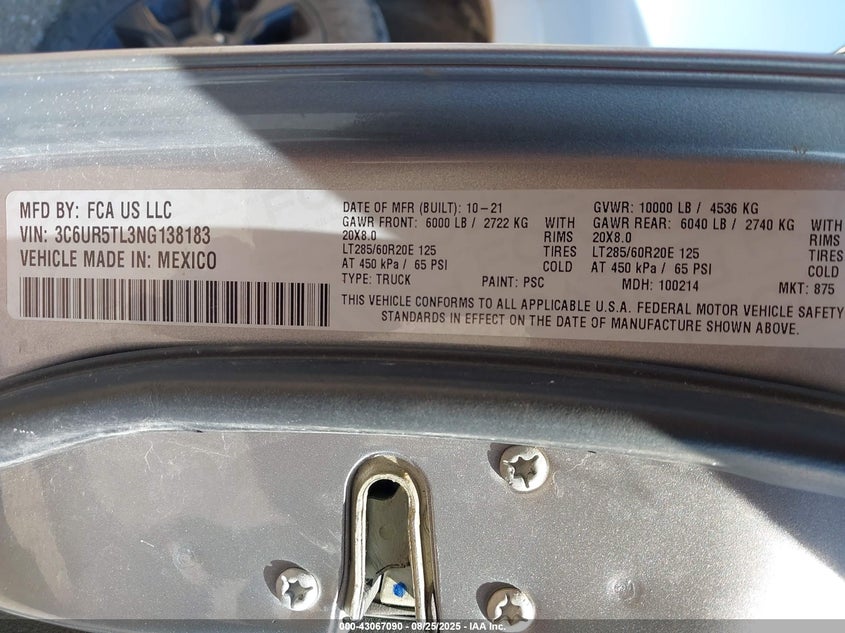 MFD BY: FCA US LLC
VIN: 3C6UR5TL3NG138183
VEHICLE MADE IN: MEXICO
DATE OF MFR (BUILT): 10-21
GAWR FRONT: 6000 LB / 2722 KG WITH
20X8.0 RIMS
LT285/60R20E 125 TIRES
AT 450 kPa / 65 PSI COLD
TYPE: TRUCK PAINT: PSC
GVWR: 10000 LB / 4536 KG
GAWR REAR: 6040 LB / 2740 KG WITH
20X8.0 RIMS
LT285/60R20E 125 TIRES
AT 450 kPa / 65 PSI COLD
MDH: 100214 MKT: 875
THIS VEHICLE CONFORMS TO ALL APPLICABLE U.S.A. FEDERAL MOTOR VEHICLE SAFETY
STANDARDS IN EFFECT ON THE DATE OF MANUFACTURE SHOWN ABOVE.
000-43067090 - 08/25/2025 - IAA Inc.